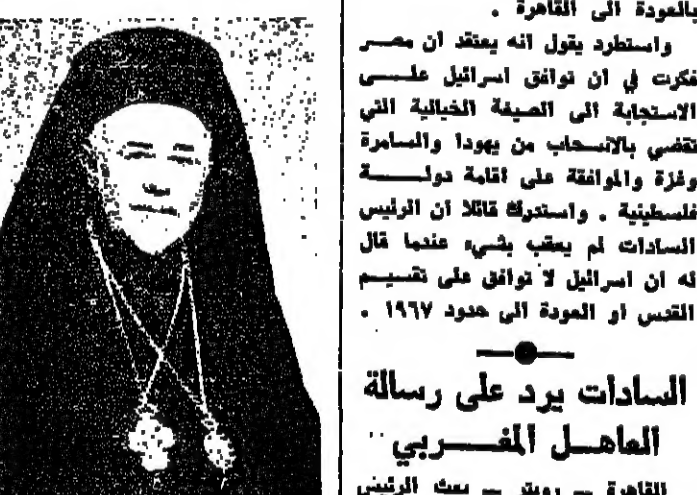 بالعودة الى القاهرة .
واستطرد يقول انه يعتقد أن مصر
فكرت في أن توافق اسرائيل على
الاستجابة الى الصيغة الخيالية التي
تقضي بالانسحاب من يهودا والسامرة
وغزة والموافقة على اقامة دولة
فلسطينية . واستدرك قائلا أن الرئيس
السادات لم يعقب بشيء عندما قال
له ان اسرائيل لا توافق على تقسيم
القدس او العودة الى حدود ١٩٦٧ .
السادات يرد على رسالة
العاهل المغربي
القاهرة – رويتر – بعث الرئيس